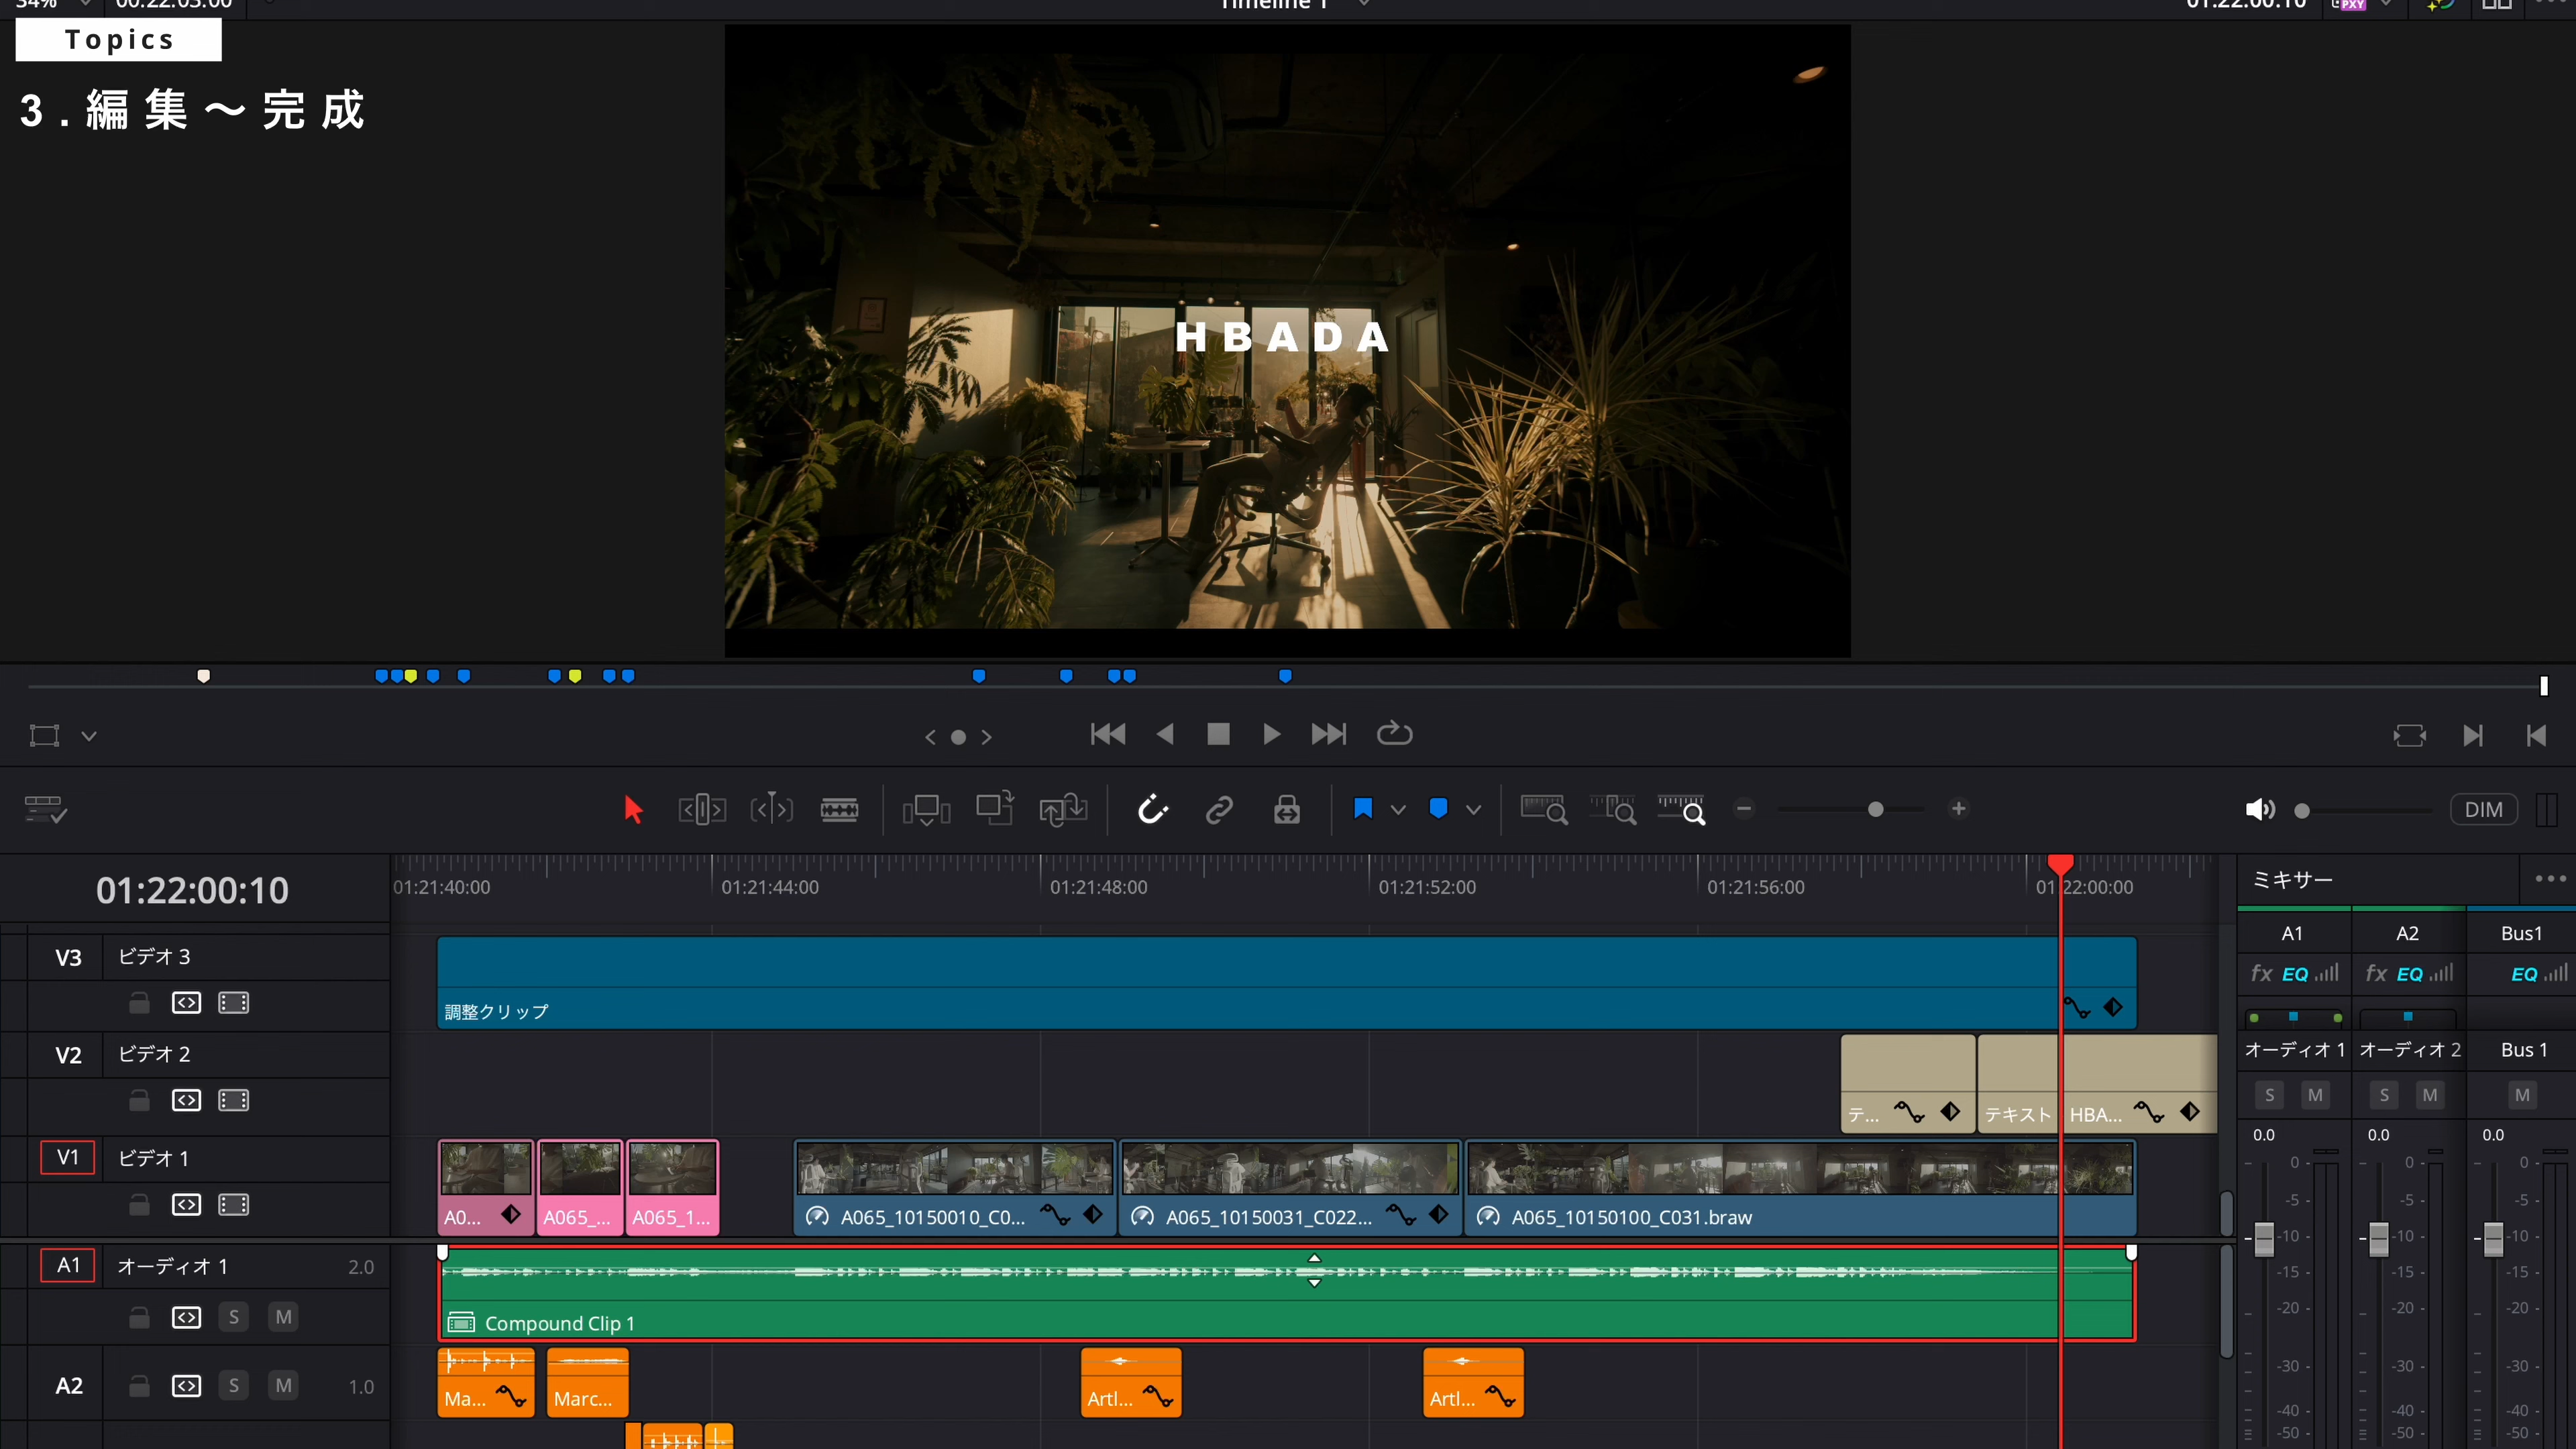 34%
00:22:03:00
Timeline 1
01:22:00:10
PXY
Topics
3.編集～完成
HBADA
DIM
01:22:00:10
01:21:40:00
01:21:44:00
01:21:48:00
01:21:52:00
01:21:56:00
01:22:00:00
ミキサー
A1
A2
Bus1
fx EQ
fx EQ
EQ
オーディオ 1
オーディオ 2
Bus 1
S M
S M
M
0.0
0.0
0.0
0
-5
-10
-15
-20
-30
-40
-50
0
-5
-10
-15
-20
-30
-40
-50
0
-5
-10
-15
-20
-30
-40
-50
V3 ビデオ 3
調整クリップ
V2 ビデオ 2
テ...
テキスト
HBA...
V1 ビデオ 1
A0...
A065_...
A065_1...
A065_10150010_C0...
A065_10150031_C022...
A065_10150100_C031.braw
A1 オーディオ 1 2.0
S M
Compound Clip 1
A2 S M 1.0
Ma...
Marc...
Artl...
Artl...